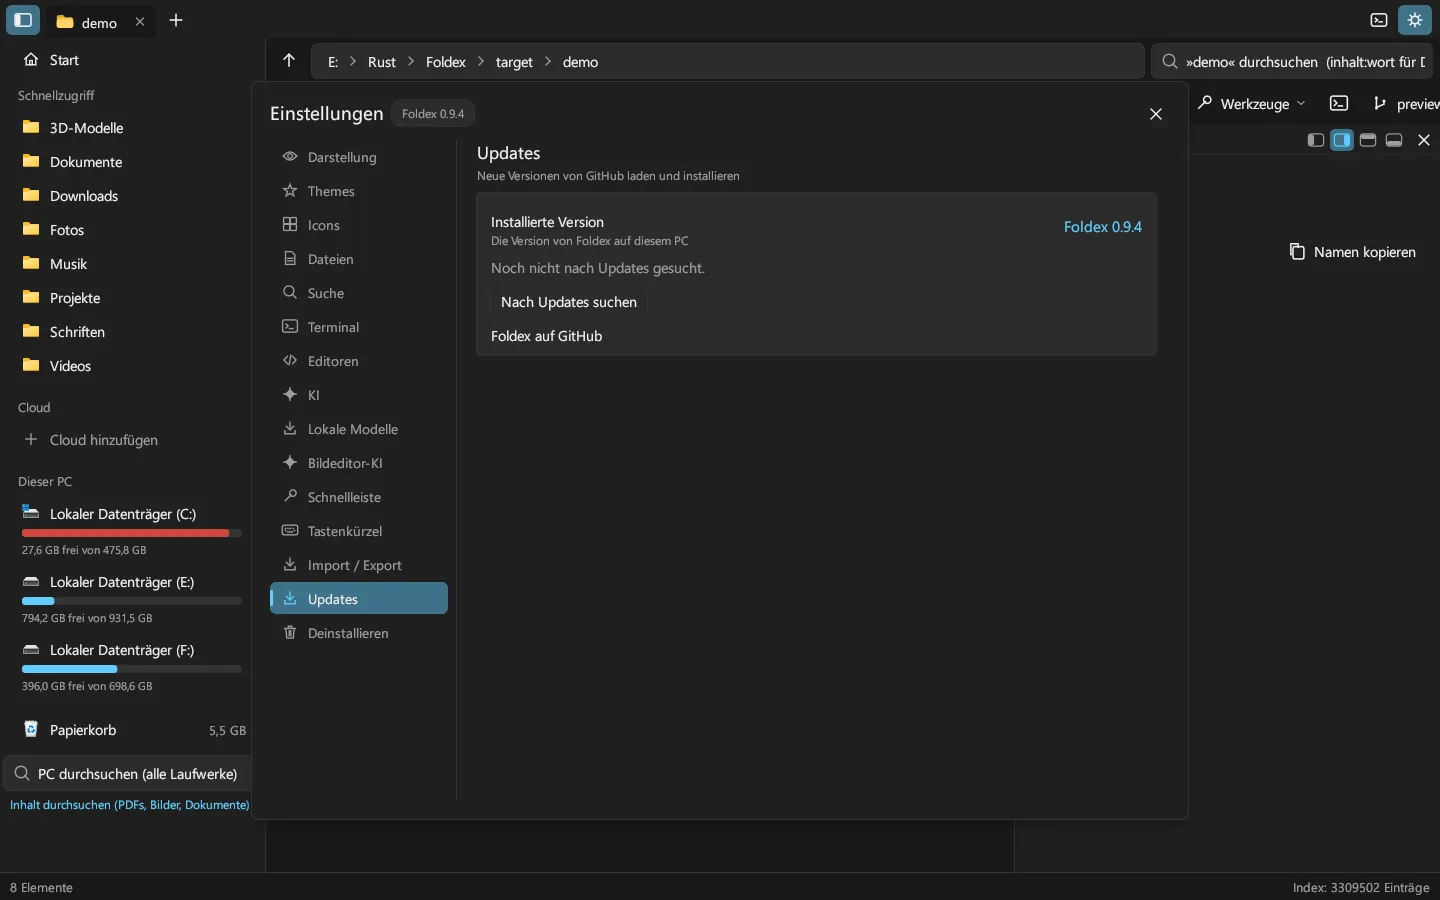 demo
Start
E: > Rust > Foldex > target > demo
»demo« durchsuchen (inhalt:wort für
Schnellzugriff
3D-Modelle
Dokumente
Downloads
Fotos
Musik
Projekte
Schriften
Videos
Cloud
Cloud hinzufügen
Dieser PC
Lokaler Datenträger (C:)
27,6 GB frei von 475,8 GB
Lokaler Datenträger (E:)
794,2 GB frei von 931,5 GB
Lokaler Datenträger (F:)
396,0 GB frei von 698,6 GB
Papierkorb 5,5 GB
PC durchsuchen (alle Laufwerke)
Inhalt durchsuchen (PDFs, Bilder, Dokumente)
Einstellungen Foldex 0.9.4
Darstellung
Themes
Icons
Dateien
Suche
Terminal
Editoren
KI
Lokale Modelle
Bildeditor-KI
Schnellleiste
Tastenkürzel
Import / Export
Updates
Deinstallieren
Updates
Neue Versionen von GitHub laden und installieren
Installierte Version
Die Version von Foldex auf diesem PC
Foldex 0.9.4
Noch nicht nach Updates gesucht.
Nach Updates suchen
Foldex auf GitHub
Werkzeuge
preview
Namen kopieren
8 Elemente
Index: 3309502 Einträge